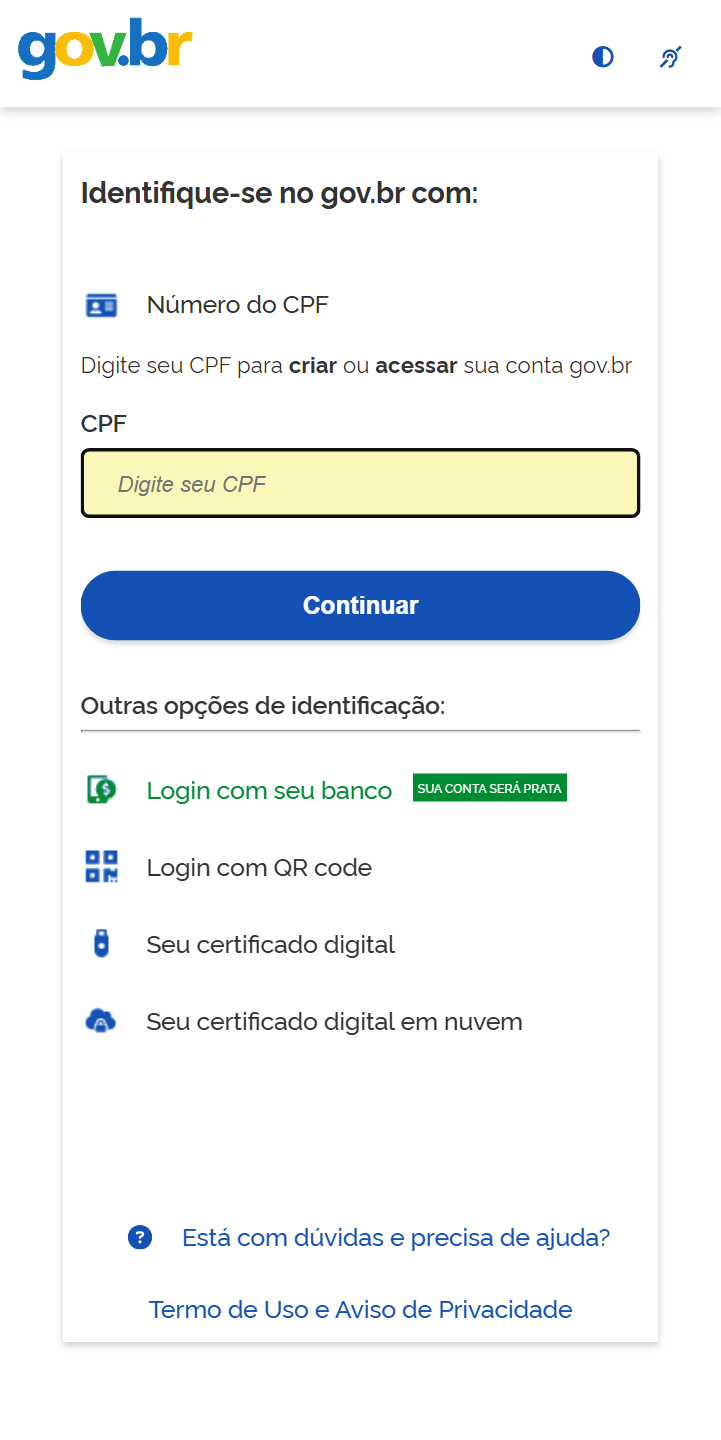 gov.br
Identifique-se no gov.br com:
Número do CPF
Digite seu CPF para criar ou acessar sua conta gov.br
CPF
Digite seu CPF
Continuar
Outras opções de identificação:
Login com seu banco SUA CONTA SERÁ PRATA
Login com QR code
Seu certificado digital
Seu certificado digital em nuvem
Está com dúvidas e precisa de ajuda?
Termo de Uso e Aviso de Privacidade